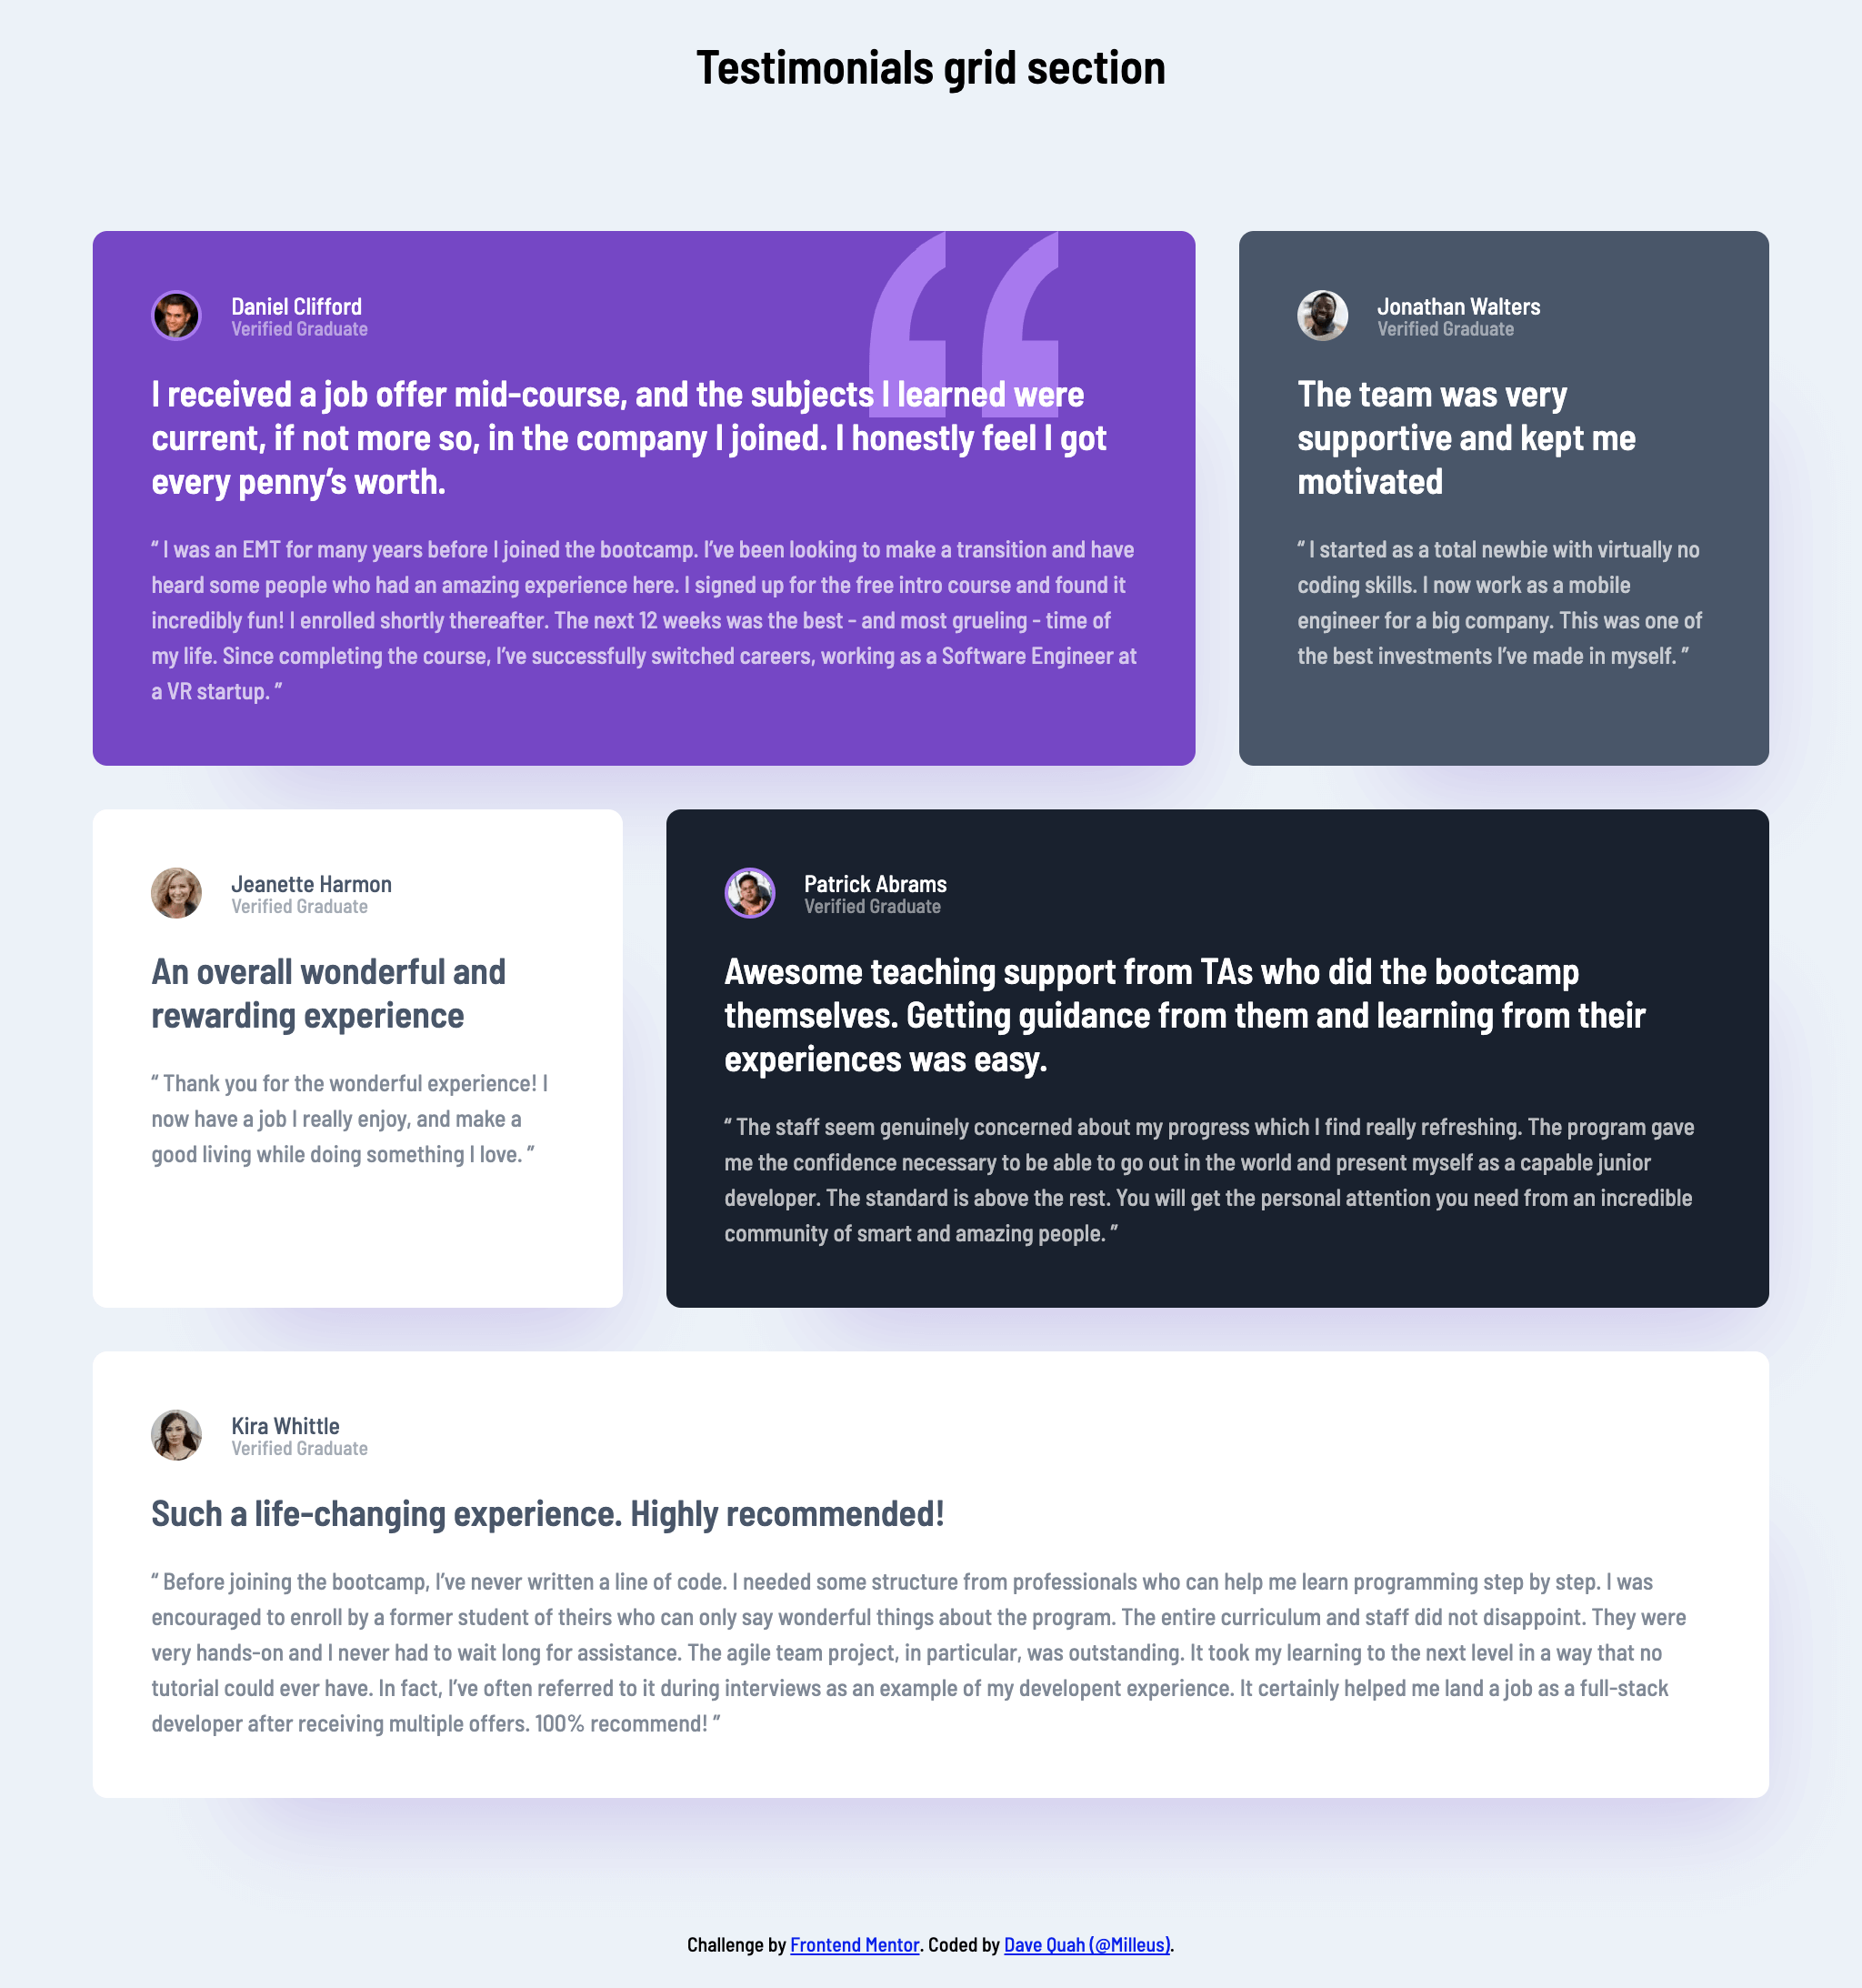 Testimonials grid section
Daniel Clifford
Verified Graduate
I received a job offer mid-course, and the subjects I learned were
current, if not more so, in the company I joined. I honestly feel I got
every penny’s worth.
“ I was an EMT for many years before I joined the bootcamp. I’ve been looking to make a transition and have
heard some people who had an amazing experience here. I signed up for the free intro course and found it
incredibly fun! I enrolled shortly thereafter. The next 12 weeks was the best - and most grueling - time of
my life. Since completing the course, I’ve successfully switched careers, working as a Software Engineer at
a VR startup. ”
Jonathan Walters
Verified Graduate
The team was very
supportive and kept me
motivated
“ I started as a total newbie with virtually no
coding skills. I now work as a mobile
engineer for a big company. This was one of
the best investments I’ve made in myself. ”
Jeanette Harmon
Verified Graduate
An overall wonderful and
rewarding experience
“ Thank you for the wonderful experience! I
now have a job I really enjoy, and make a
good living while doing something I love. ”
Patrick Abrams
Verified Graduate
Awesome teaching support from TAs who did the bootcamp
themselves. Getting guidance from them and learning from their
experiences was easy.
“ The staff seem genuinely concerned about my progress which I find really refreshing. The program gave
me the confidence necessary to be able to go out in the world and present myself as a capable junior
developer. The standard is above the rest. You will get the personal attention you need from an incredible
community of smart and amazing people. ”
Kira Whittle
Verified Graduate
Such a life-changing experience. Highly recommended!
“ Before joining the bootcamp, I’ve never written a line of code. I needed some structure from professionals who can help me learn programming step by step. I was
encouraged to enroll by a former student of theirs who can only say wonderful things about the program. The entire curriculum and staff did not disappoint. They were
very hands-on and I never had to wait long for assistance. The agile team project, in particular, was outstanding. It took my learning to the next level in a way that no
tutorial could ever have. In fact, I’ve often referred to it during interviews as an example of my developent experience. It certainly helped me land a job as a full-stack
developer after receiving multiple offers. 100% recommend! ”
Challenge by Frontend Mentor. Coded by Dave Quah (@Milleus).